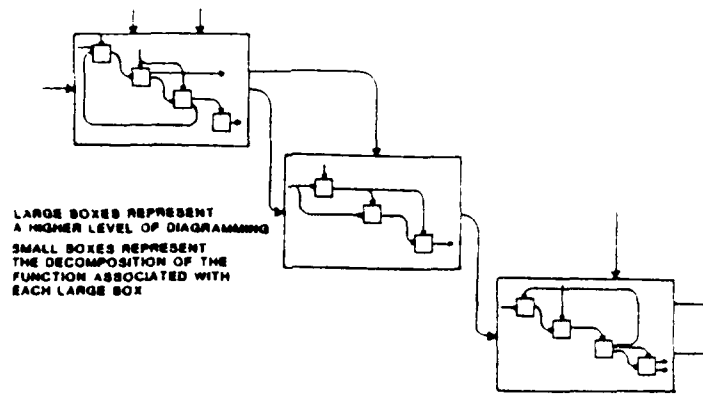 LARGE BOXES REPRESENT
A HIGHER LEVEL OF DIAGRAMMING
SMALL BOXES REPRESENT
THE DECOMPOSITION OF THE
FUNCTION ASSOCIATED WITH
EACH LARGE BOX